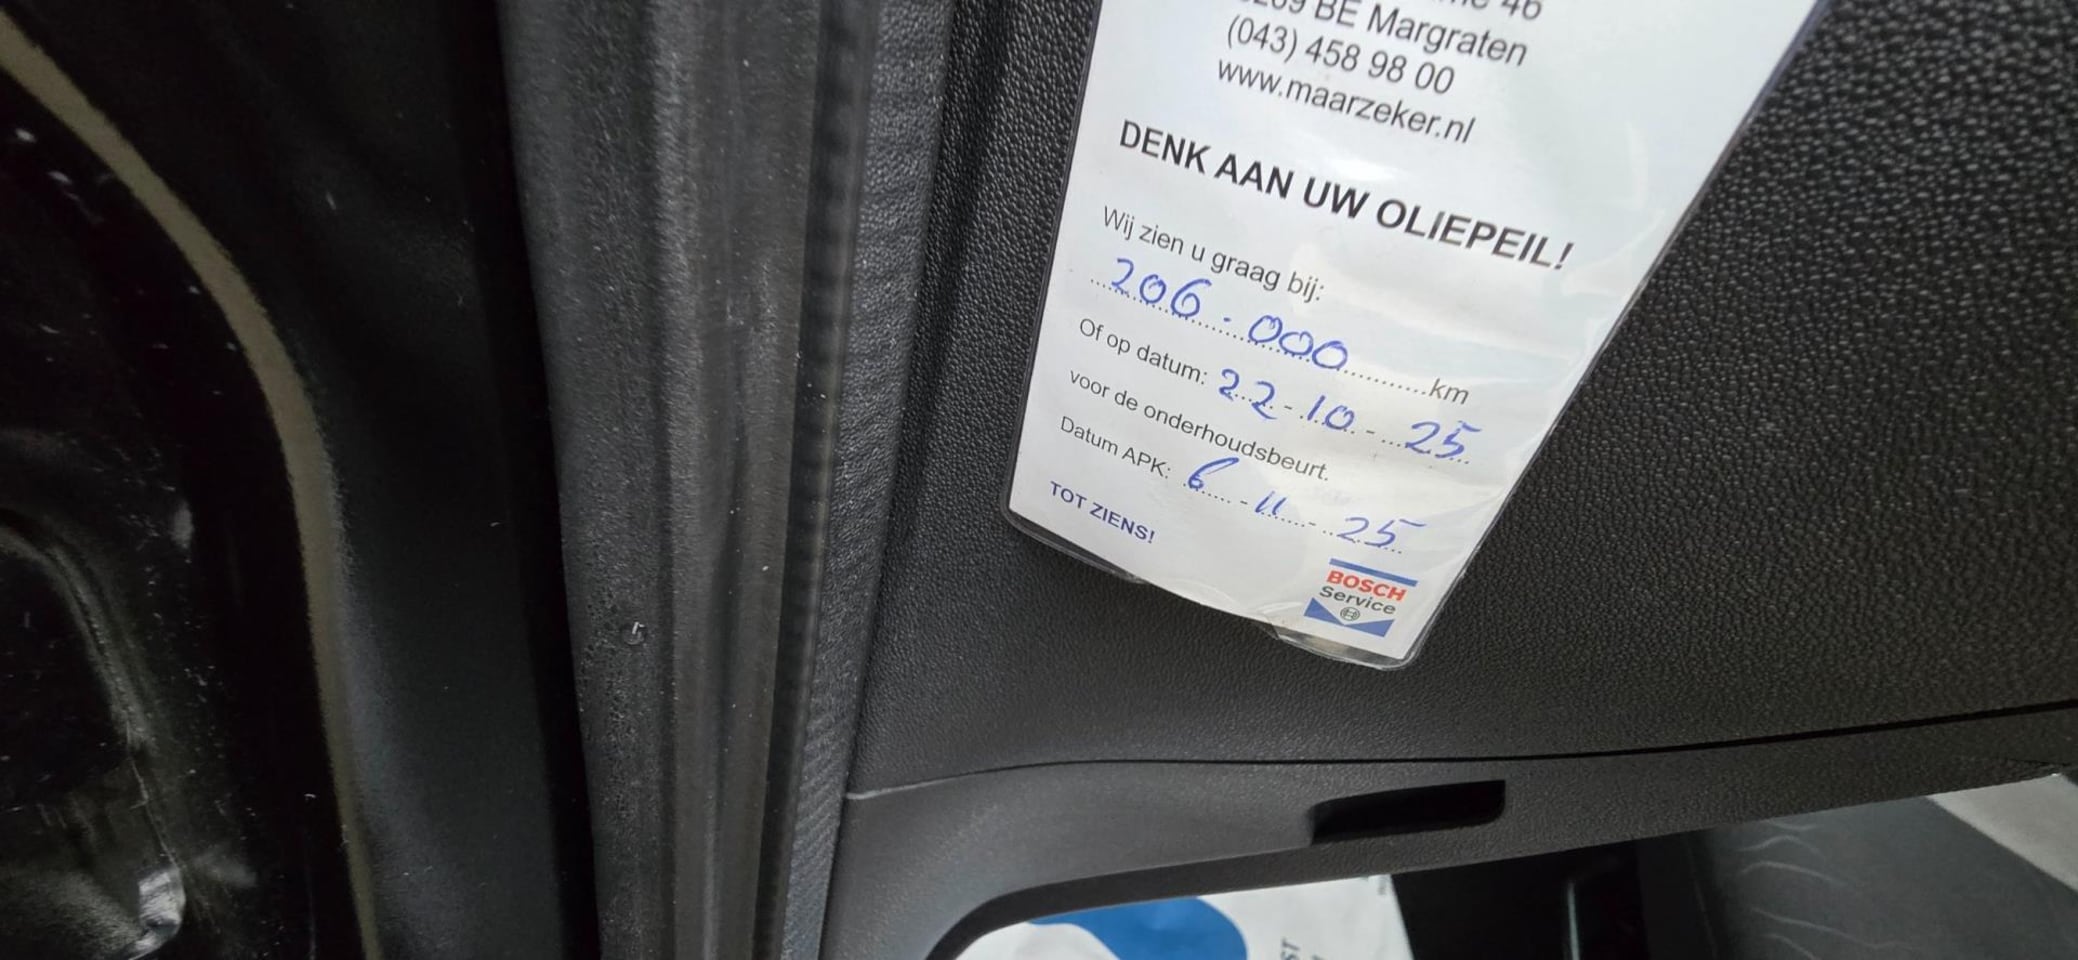 46
BE Margraten
(043) 458 98 00
www.maarzeker.nl
DENK AAN UW OLIEPEIL!
Wij zien u graag bij:
206.000 km
Of op datum: 22-10-25
voor de onderhoudsbeurt.
Datum APK: 6-11-25
TOT ZIENS!
BOSCH
Service